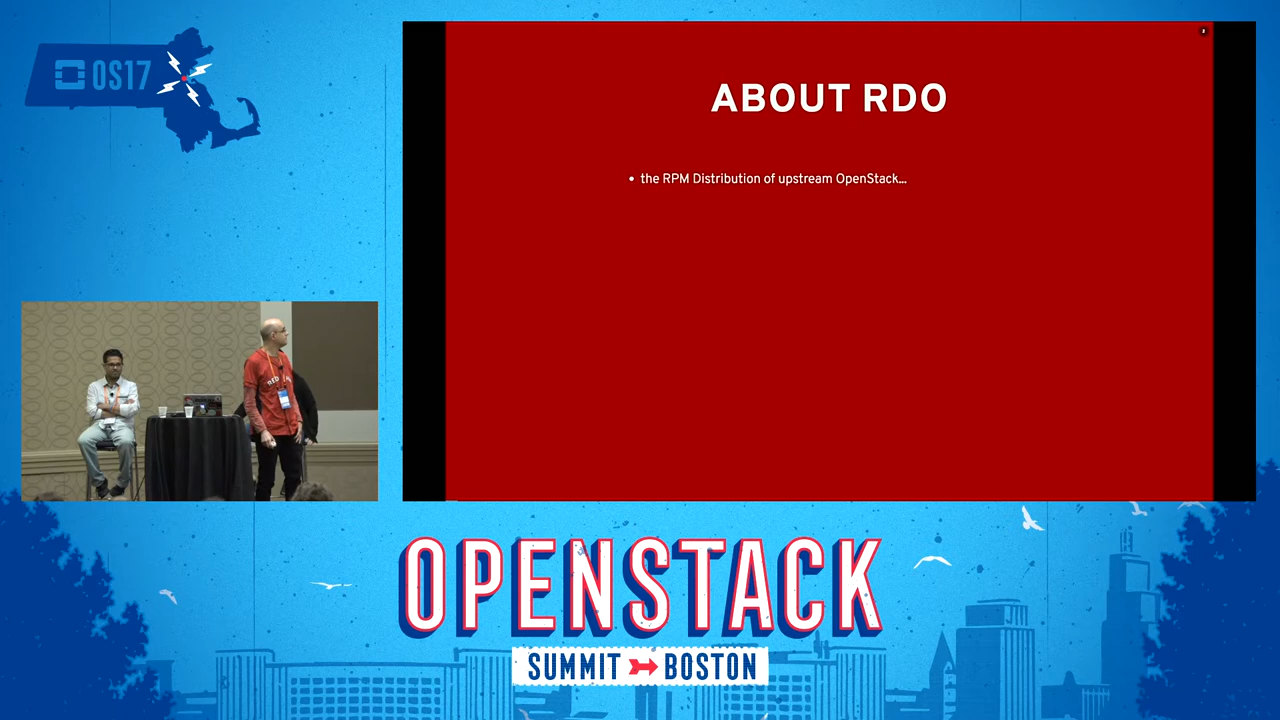 OS17
ABOUT RDO
• the RPM Distribution of upstream OpenStack...
OPENSTACK
SUMMIT BOSTON